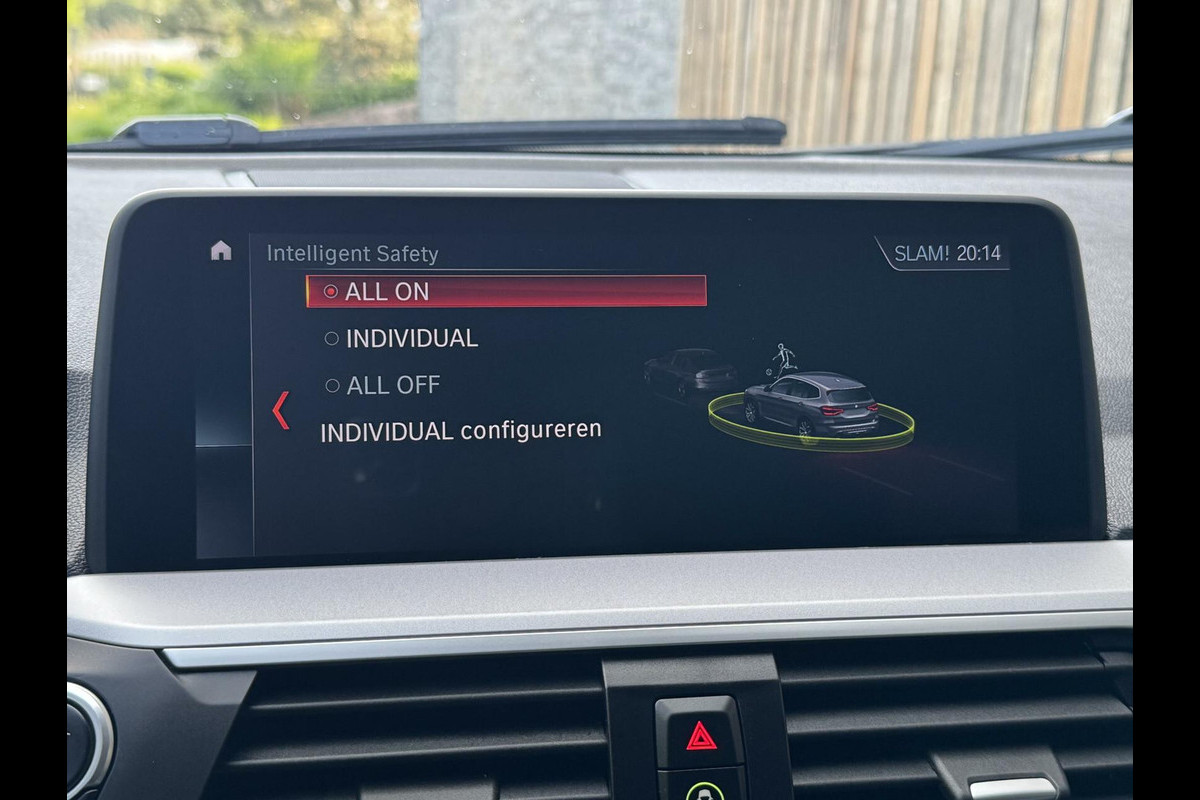 Intelligent Safety
SLAM! 20:14
ALL ON
INDIVIDUAL
ALL OFF
INDIVIDUAL configureren